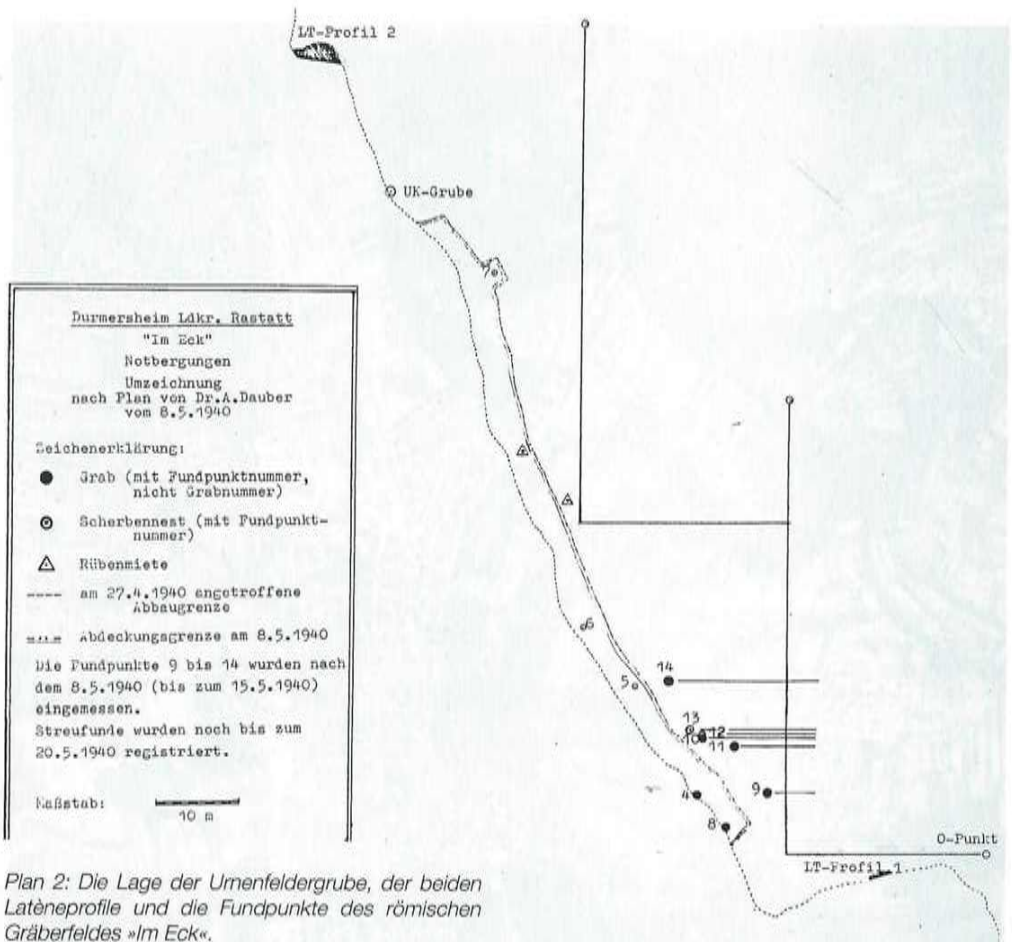 LT-Profil 2
UK-Grube
7
Durmersheim Ldkr. Rastatt
"Im Eck"
Notbergungen
Umzeichnung
nach Plan von Dr.A.Dauber
vom 8.5.1940
Zeichenerklärung:
Grab (mit Fundpunktnummer,
nicht Grabnummer)
Scherbennest (mit Fundpunkt-
nummer)
Rübenmiete
am 27.4.1940 angetroffene
Abbaugrenze
Abdeckungsgrenze am 8.5.1940
Die Fundpunkte 9 bis 14 wurden nach
dem 8.5.1940 (bis zum 15.5.1940)
eingemessen.
Streufunde wurden noch bis zum
20.5.1940 registriert.
Maßstab:
10 m
6
14
5
13
12
10
11
4
9
8
0-Punkt
LT-Profil 1
Plan 2: Die Lage der Urnenfeldergrube, der beiden
Latèneprofile und die Fundpunkte des römischen
Gräberfeldes »Im Eck«.